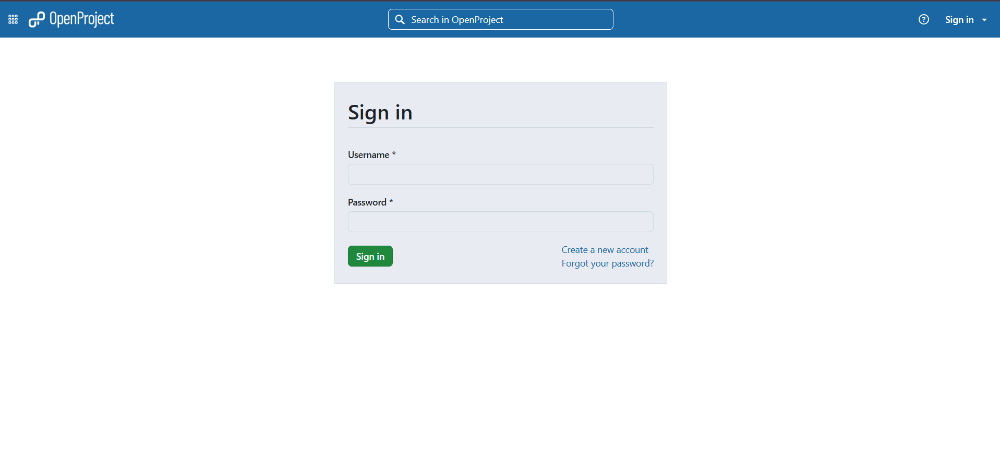 OpenProject
Search in OpenProject
Sign in
Sign in
Username *
Password *
Sign in
Create a new account
Forgot your password?